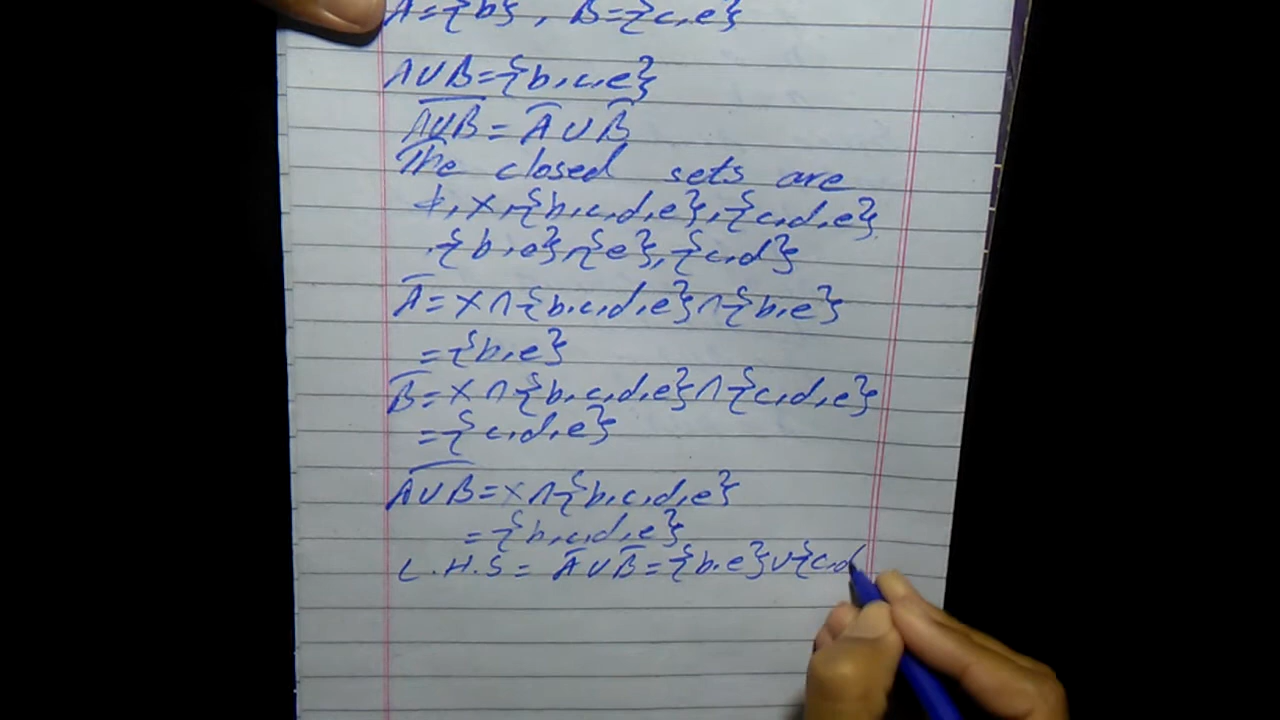 A={b}, B={c,e}
A∪B={b,c,e}
A̅∪̅B̅ = A̅ ∪ B̅
The closed sets are
ϕ, X, {b,c,d,e}, {c,d,e}
,{b,e}, {e}, {c,d}
A̅ = X∩{b,c,d,e}∩{b,e}
={b,e}
B̅ = X∩{b,c,d,e}∩{c,d,e}
={c,d,e}
A̅∪̅B̅ = X∩{b,c,d,e}
={b,c,d,e}
L.H.S = A̅∪B̅ = {b,e}∪{c,d